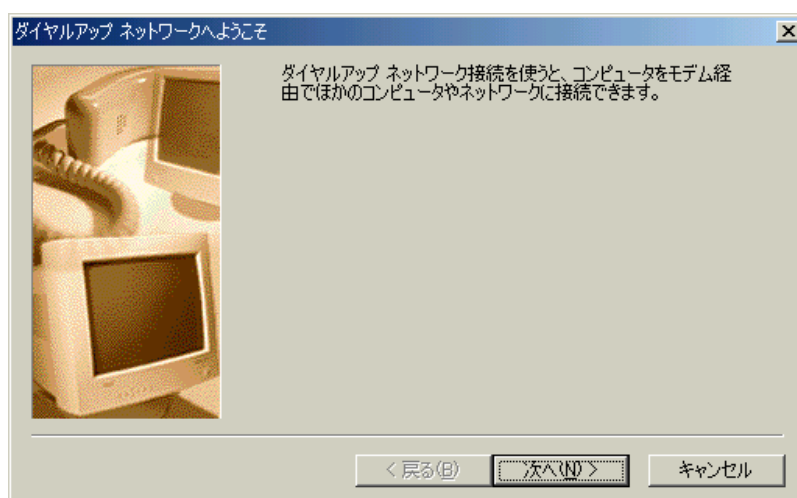 ダイヤルアップ ネットワークへようこそ
ダイヤルアップ ネットワーク接続を使うと、コンピュータをモデム経
由でほかのコンピュータやネットワークに接続できます。
< 戻る(B)
次へ(N) >
キャンセル